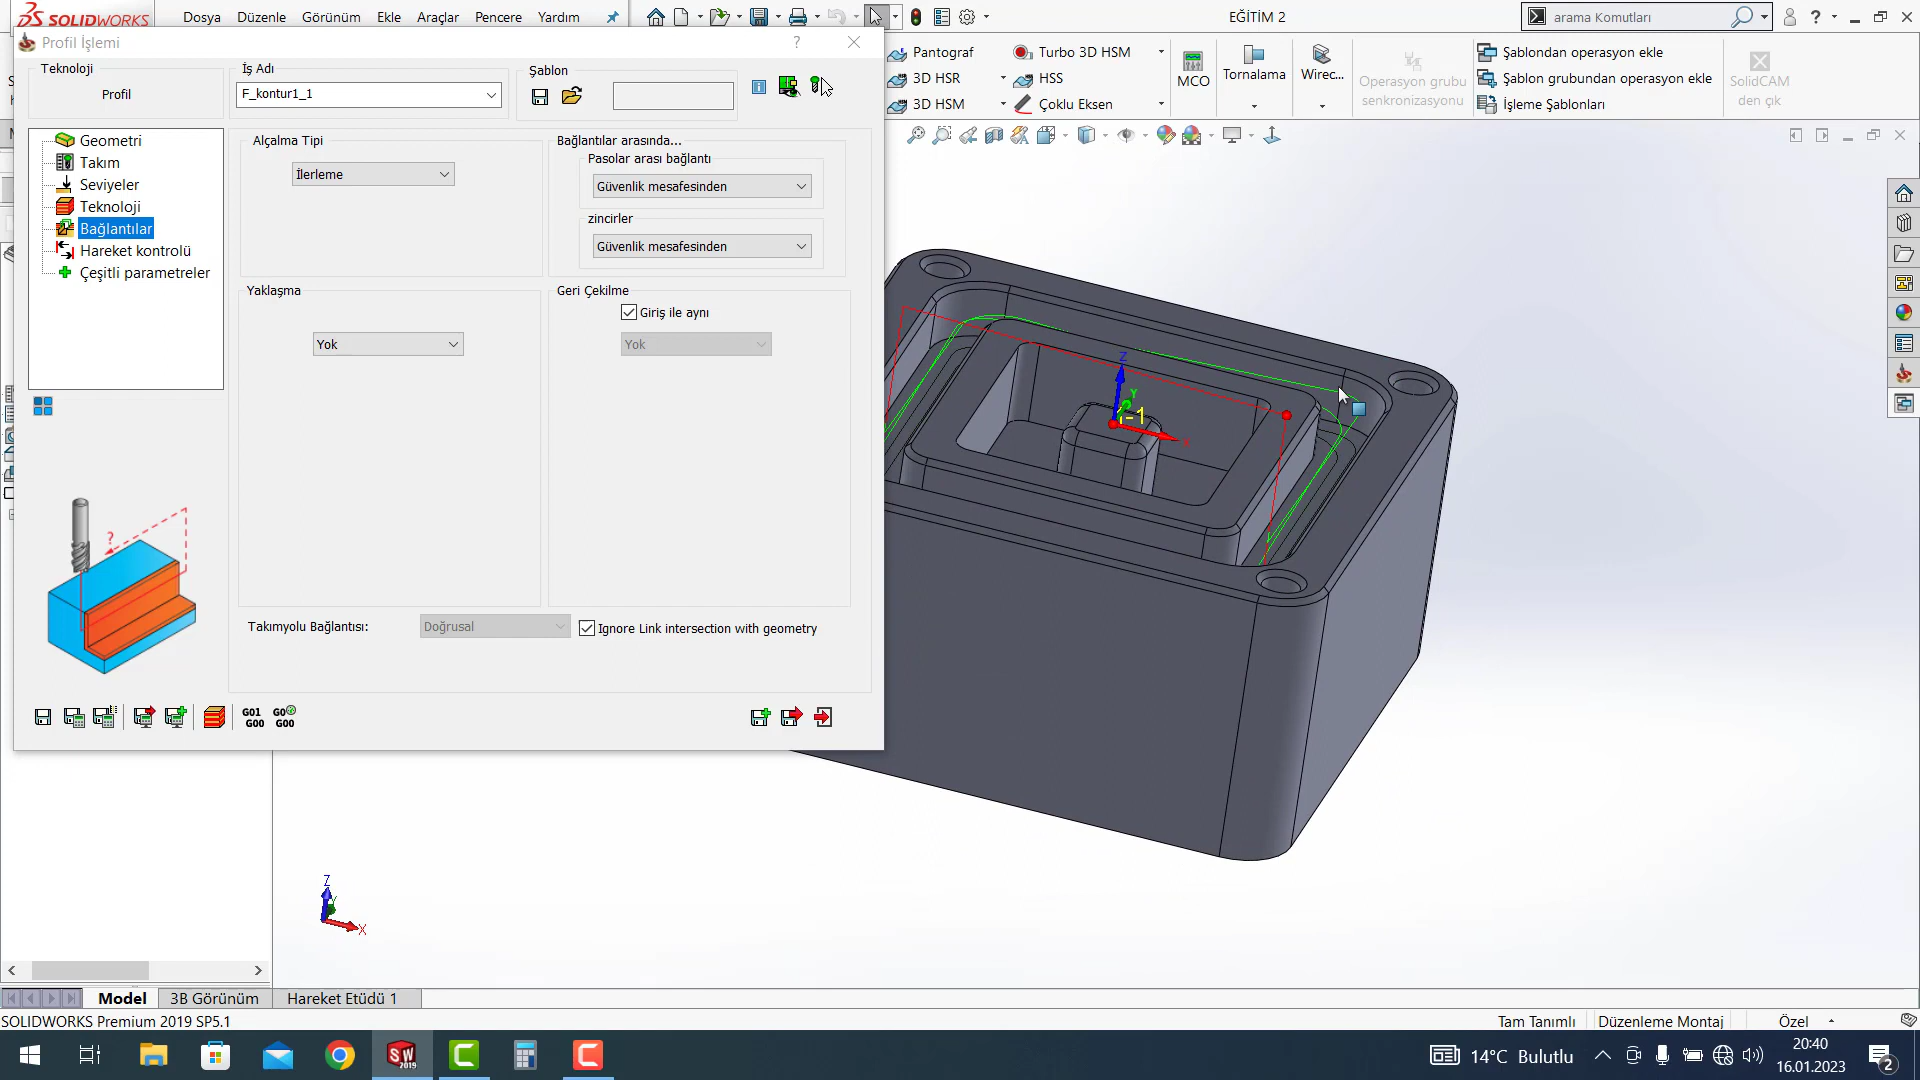 SOLIDWORKS
Dosya
Düzenle
Görünüm
Ekle
Araçlar
Pencere
Yardım
EĞİTİM 2
arama Komutları
Profil İşlemi
Teknoloji
Profil
İş Adı
F_kontur1_1
Şablon
Pantograf
Turbo 3D HSM
3D HSR
HSS
3D HSM
Çoklu Eksen
MCO
Tornalama
Wirec...
Operasyon grubu
senkronizasyonu
Şablondan operasyon ekle
Şablon grubundan operasyon ekle
İşleme Şablonları
SolidCAM
den çık
Geometri
Takım
Seviyeler
Teknoloji
Bağlantılar
Hareket kontrolü
Çeşitli parametreler
Alçalma Tipi
İlerleme
Bağlantılar arasında...
Pasolar arası bağlantı
Güvenlik mesafesinden
zincirler
Güvenlik mesafesinden
Yaklaşma
Yok
Geri Çekilme
Giriş ile aynı
Yok
Takımyolu Bağlantısı:
Doğrusal
Ignore Link intersection with geometry
G01
G00
G0
G00
Z
Y
Z
X
?
Model
3B Görünüm
Hareket Etüdü 1
SOLIDWORKS Premium 2019 SP5.1
Tam Tanımlı
Düzenleme Montaj
Özel
14°C Bulutlu
20:40
16.01.2023
2
SW
2019